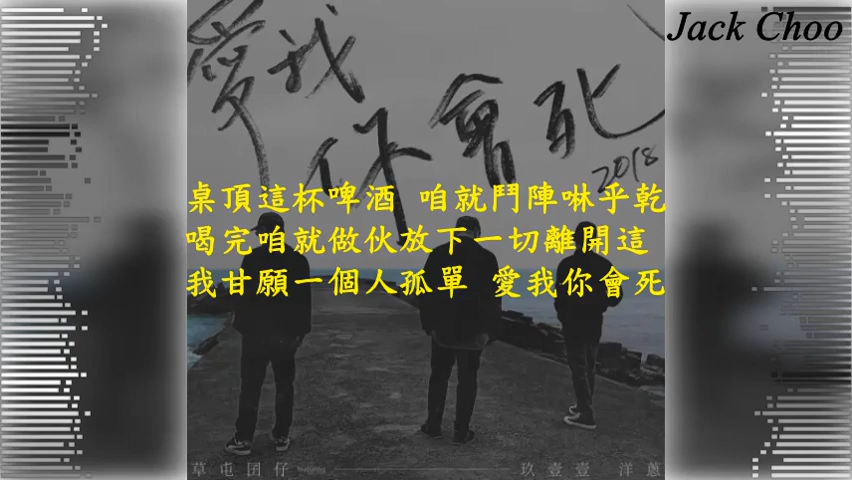 Jack Choo
愛我
你會死
2018
桌頂這杯啤酒 咱就鬥陣啉乎乾
喝完咱就做伙放下一切離開這
我甘願一個人孤單 愛我你會死
草屯囝仔 featuring 玖壹壹 洋蔥